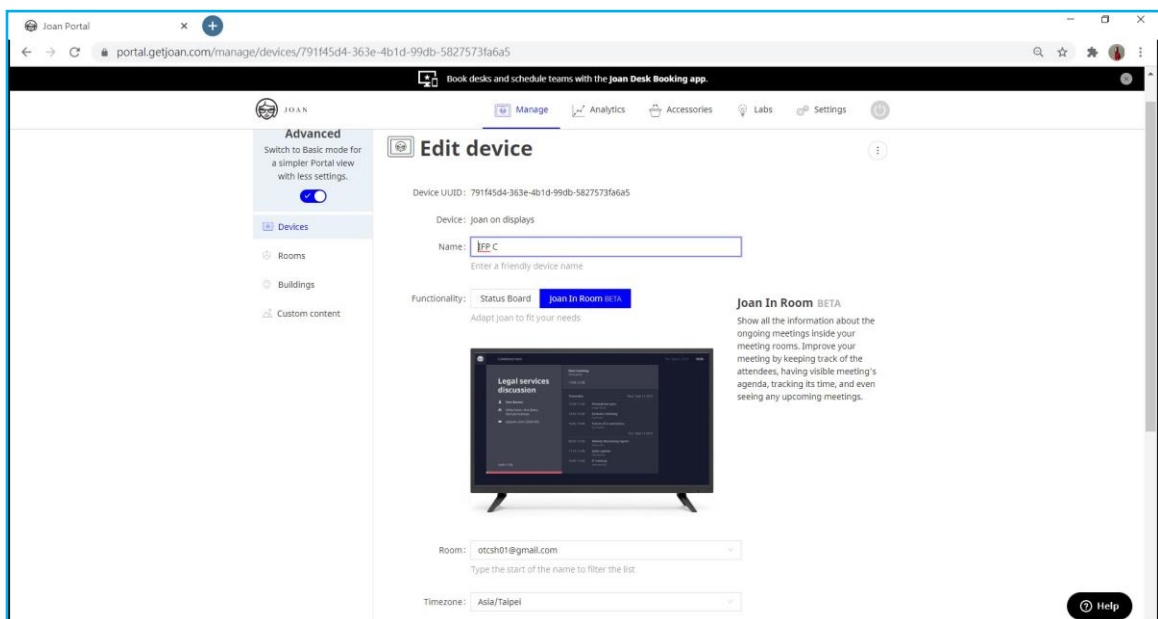 Joan Portal
portal.getjoan.com/manage/devices/791f45d4-363e-4b1d-99db-5827573fa6a5
Book desks and schedule teams with the Joan Desk Booking app.
JOAN
Manage
Analytics
Accessories
Labs
Settings
Advanced
Switch to Basic mode for
a simpler Portal view
with less settings.
Devices
Rooms
Buildings
Custom content
Edit device
Device UUID: 791f45d4-363e-4b1d-99db-5827573fa6a5
Device: Joan on displays
Name: IFP C
Enter a friendly device name
Functionality: Status Board Joan In Room BETA
Adapt Joan to fit your needs
Legal services
discussion
Joan In Room BETA
Show all the information about the
ongoing meetings inside your
meeting rooms. Improve your
meeting by keeping track of the
attendees, having visible meeting's
agenda, tracking its time, and even
seeing any upcoming meetings.
Room: otcsh01@gmail.com
Type the start of the name to filter the list
Timezone: Asia/Taipei
Help